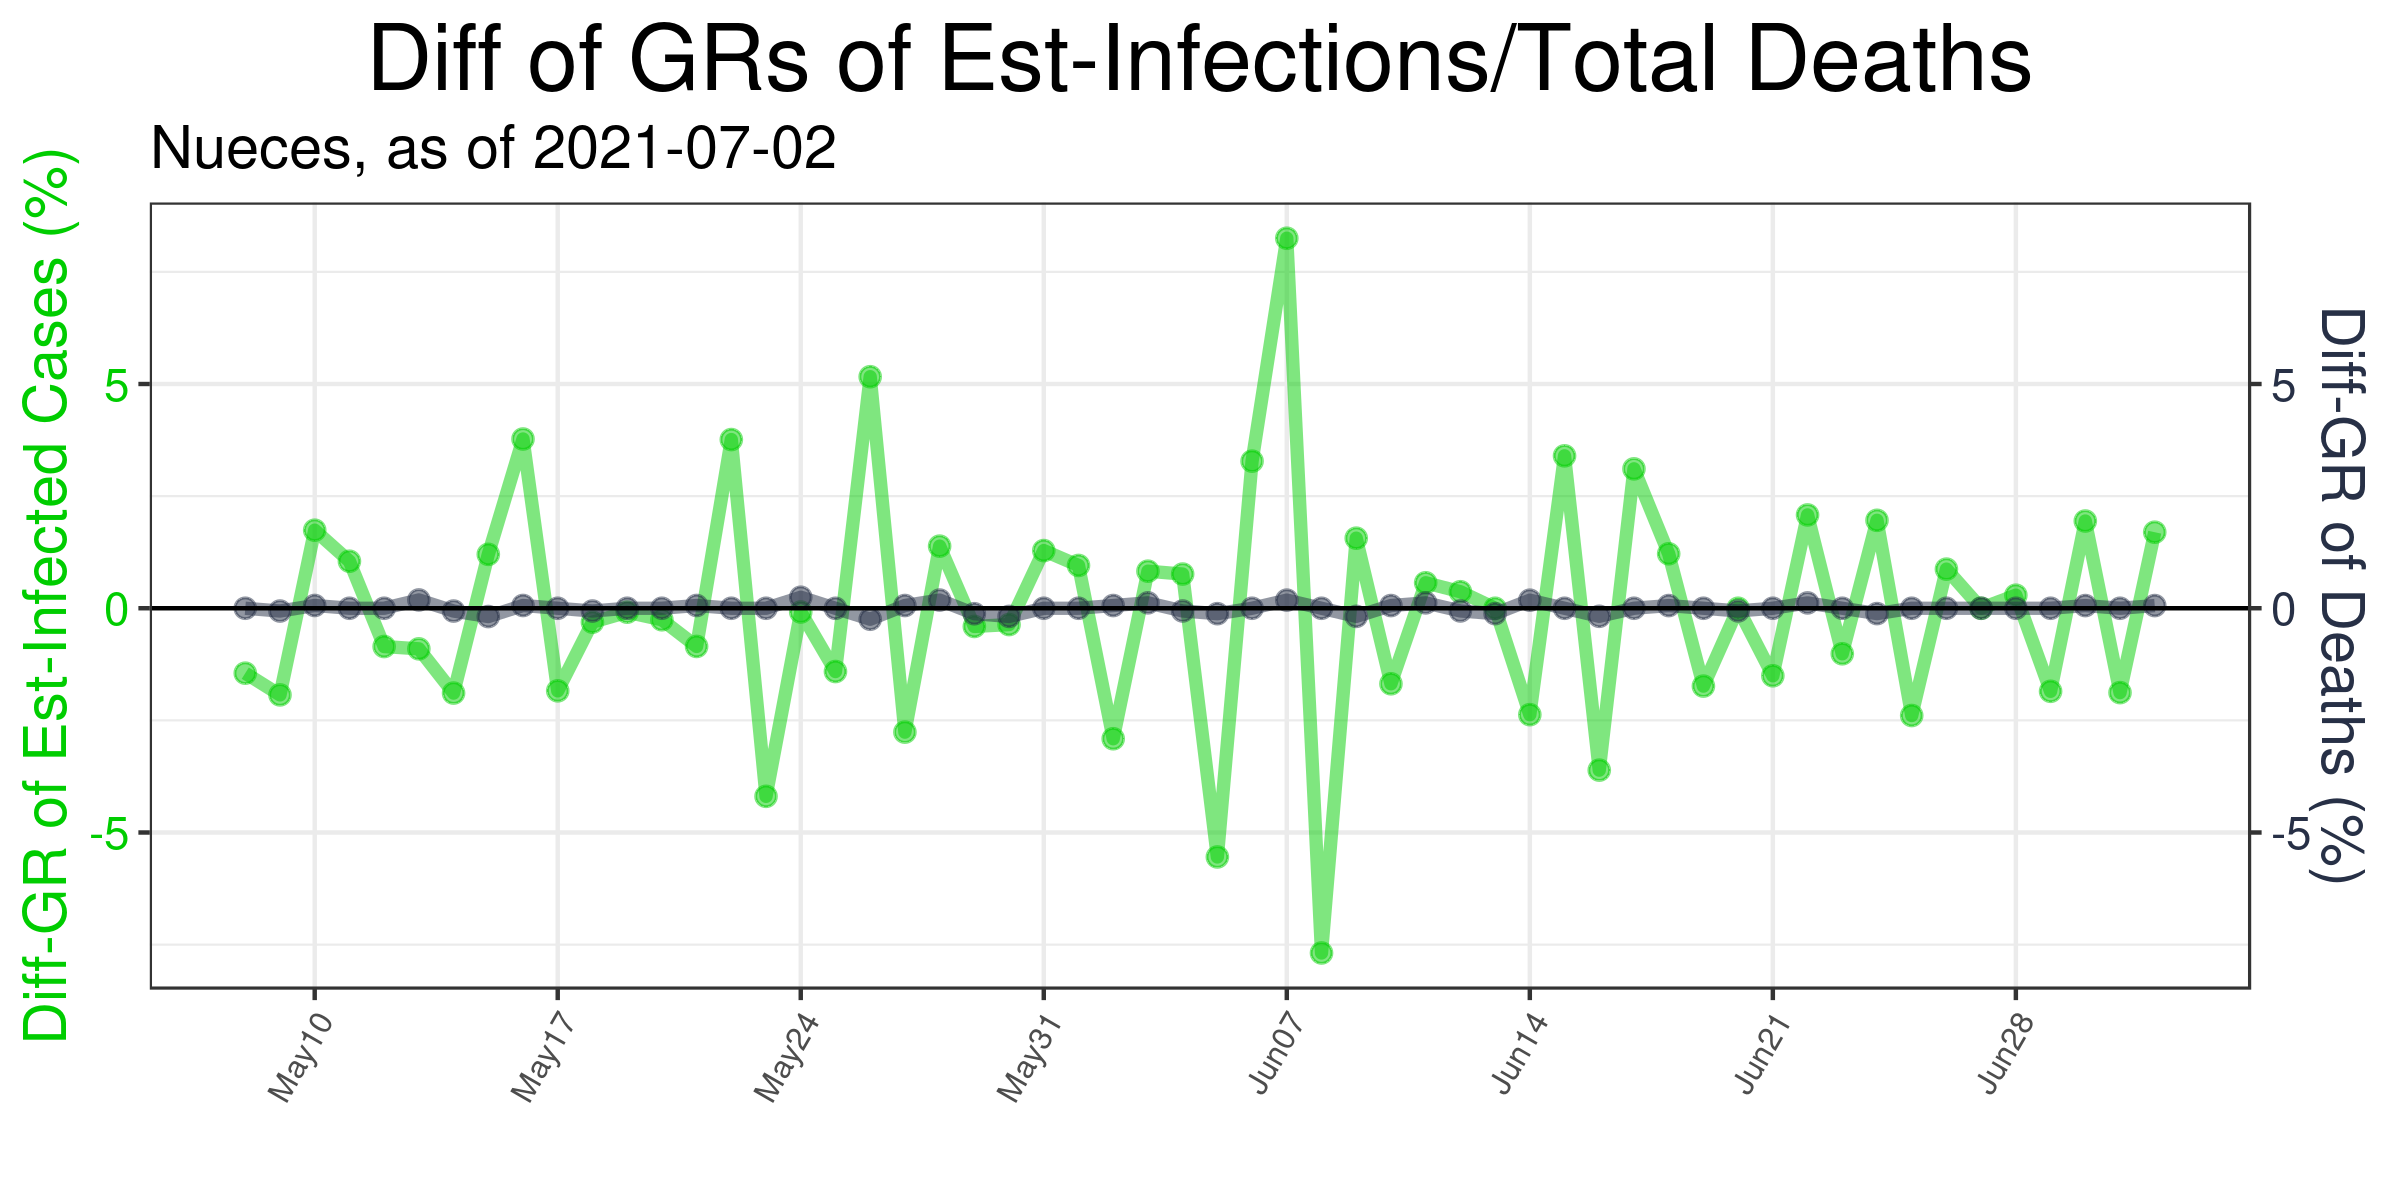 Diff of GRs of Est-Infections/Total Deaths
Nueces, as of 2021-07-02
Diff-GR of Est-Infected Cases (%)
5
0
-5
5
0
-5
Diff-GR of Deaths (%)
May10
May17
May24
May31
Jun07
Jun14
Jun21
Jun28